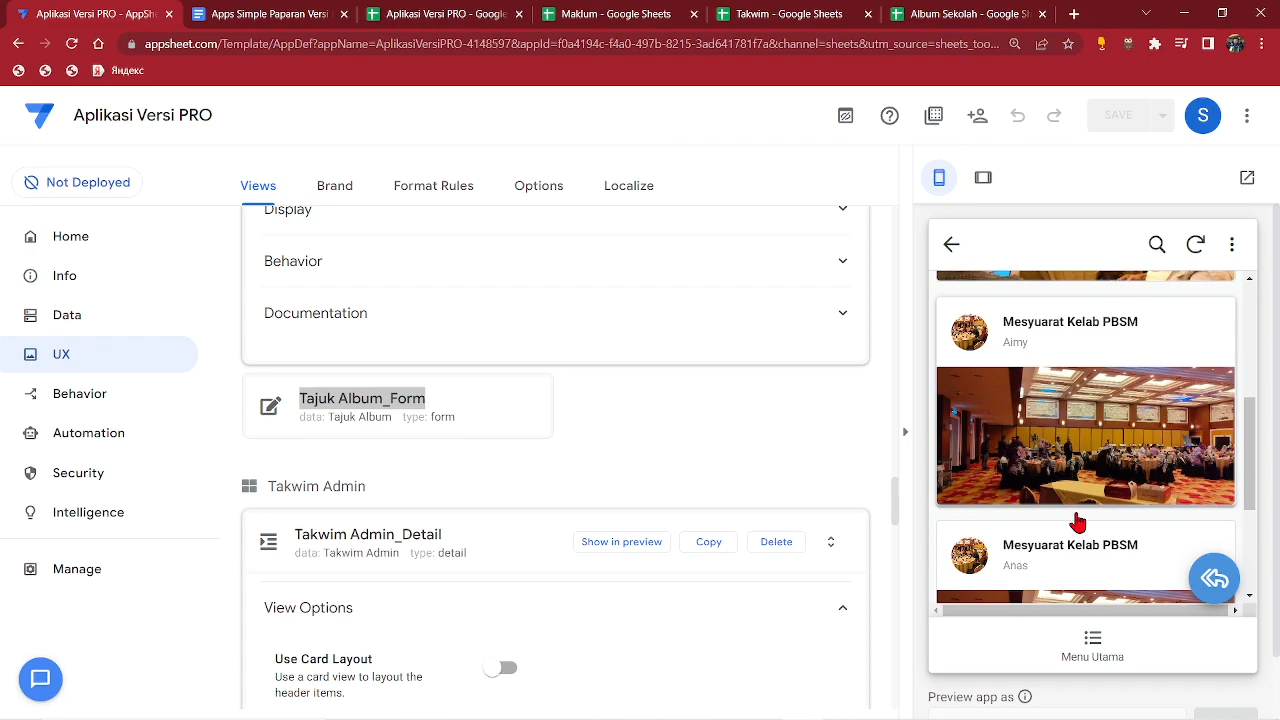 Aplikasi Versi PRO - AppShe
Apps Simple Paparan Versi
Aplikasi Versi PRO - Google
Maklum - Google Sheets
Takwim - Google Sheets
Album Sekolah - Google Sh
appsheet.com/Template/AppDef?appName=AplikasiVersiPRO-4148597&appId=f0a4194c-f4a0-497b-8215-3ad641781f7a&channel=sheets&utm_source=sheets_too...
Яндекс
Aplikasi Versi PRO
SAVE
S
Not Deployed
Views
Brand
Format Rules
Options
Localize
Home
Info
Data
UX
Behavior
Automation
Security
Intelligence
Manage
Display
Behavior
Documentation
Tajuk Album_Form
data: Tajuk Album type: form
Takwim Admin
Takwim Admin_Detail
data: Takwim Admin type: detail
Show in preview
Copy
Delete
View Options
Use Card Layout
Use a card view to layout the
header items.
Mesyuarat Kelab PBSM
Aimy
Mesyuarat Kelab PBSM
Anas
Menu Utama
Preview app as